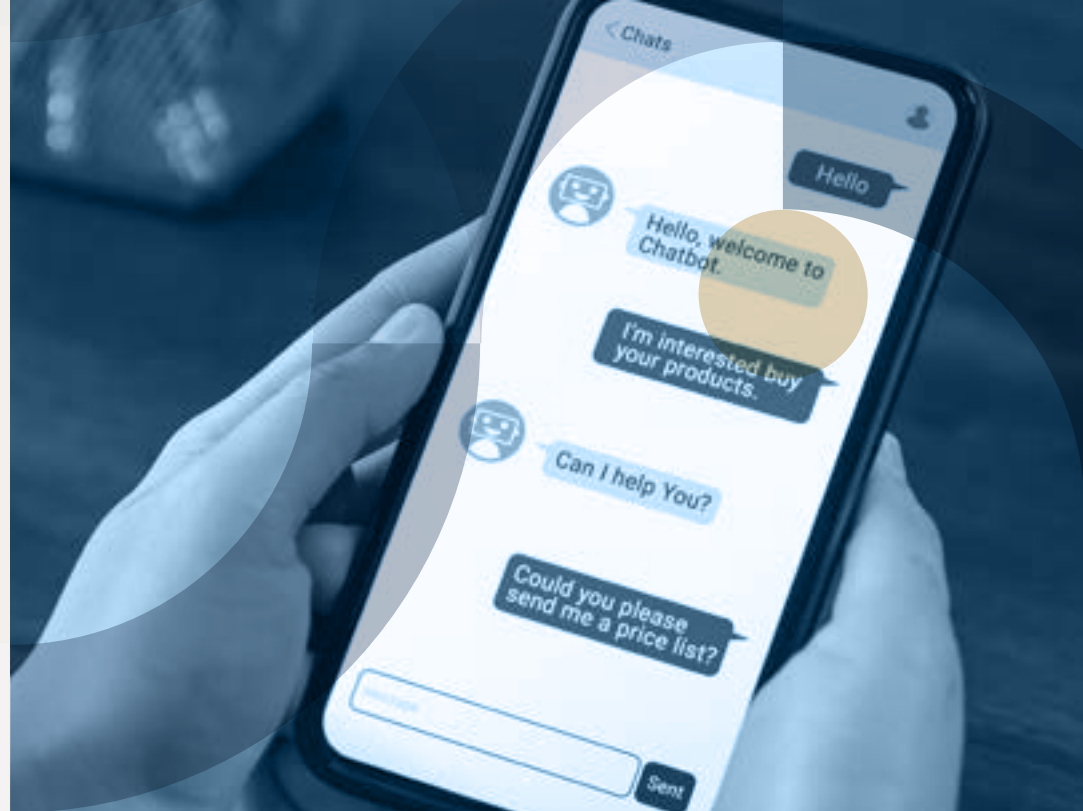 Chats
Hello
Hello, welcome to
Chatbot.
I'm interested buy
your products.
Can I help You?
Could you please
send me a price list?
Message
Sent